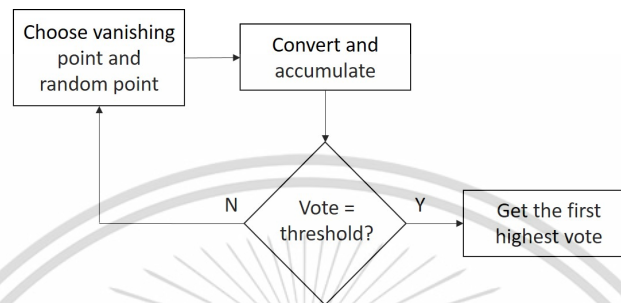 Choose vanishing
point and
random point
Convert and
accumulate
N
Vote =
threshold?
Y
Get the first
highest vote